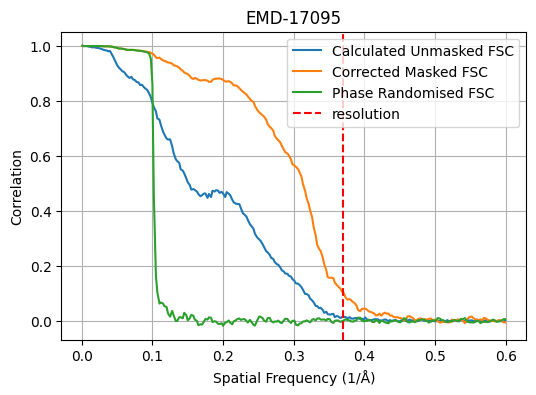 EMD-17095
Calculated Unmasked FSC
Corrected Masked FSC
Phase Randomised FSC
resolution
Correlation
1.0
0.8
0.6
0.4
0.2
0.0
0.0 0.1 0.2 0.3 0.4 0.5 0.6
Spatial Frequency (1/Å)